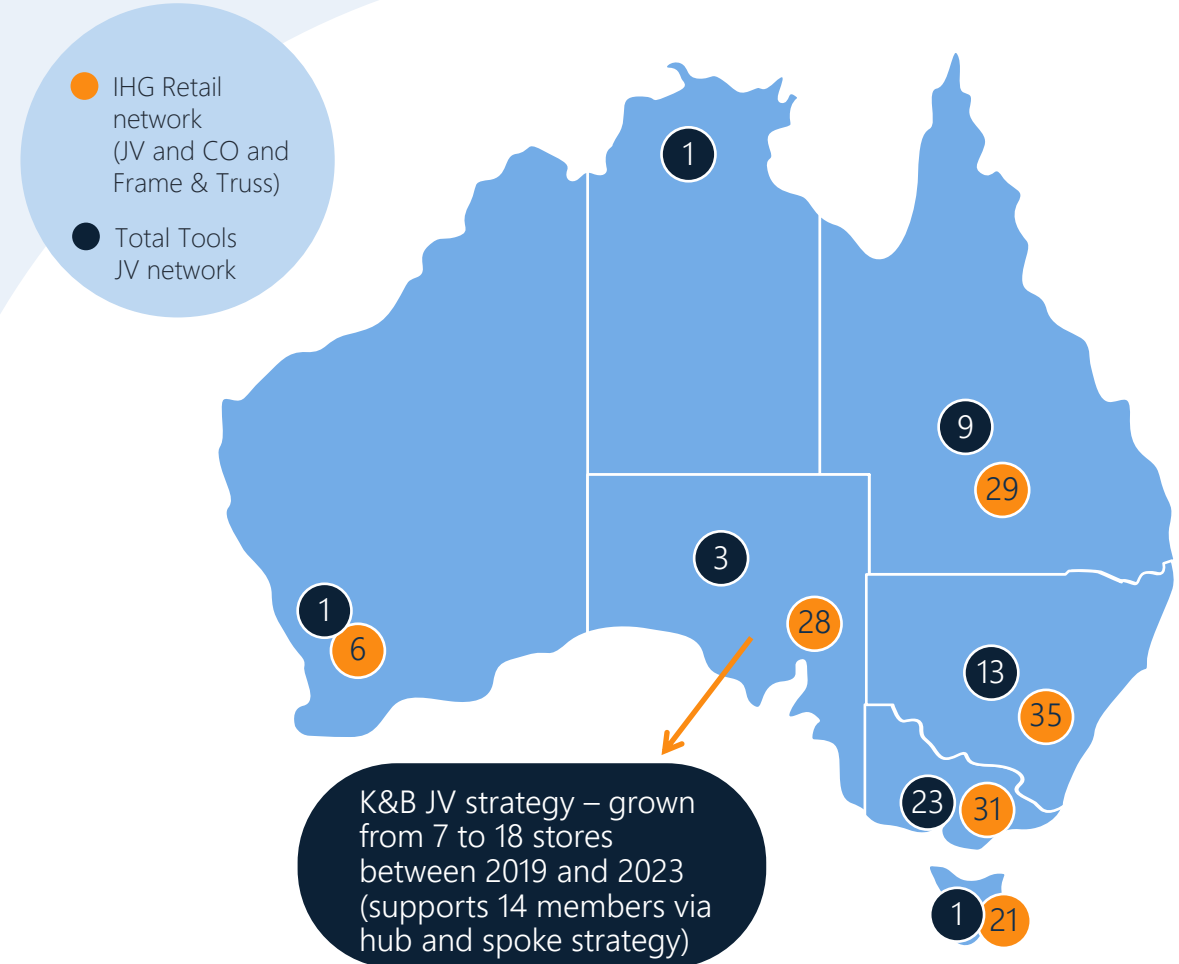 IHG Retail
network
(JV and CO and
Frame & Truss)
Total Tools
JV network
1
9
29
3
28
1
6
13
35
23
31
1
21
K&B JV strategy – grown
from 7 to 18 stores
between 2019 and 2023
(supports 14 members via
hub and spoke strategy)